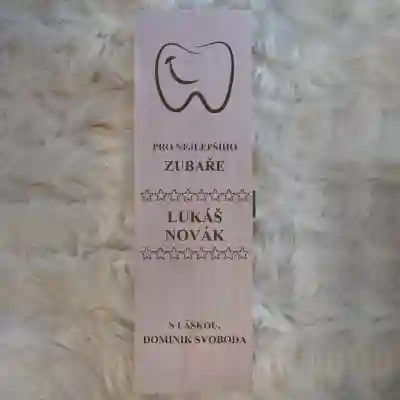 PRO NEJLEPŠÍHO
ZUBAŘE
LUKÁŠ
NOVÁK
S LÁSKOU,
DOMINIK SVOBODA